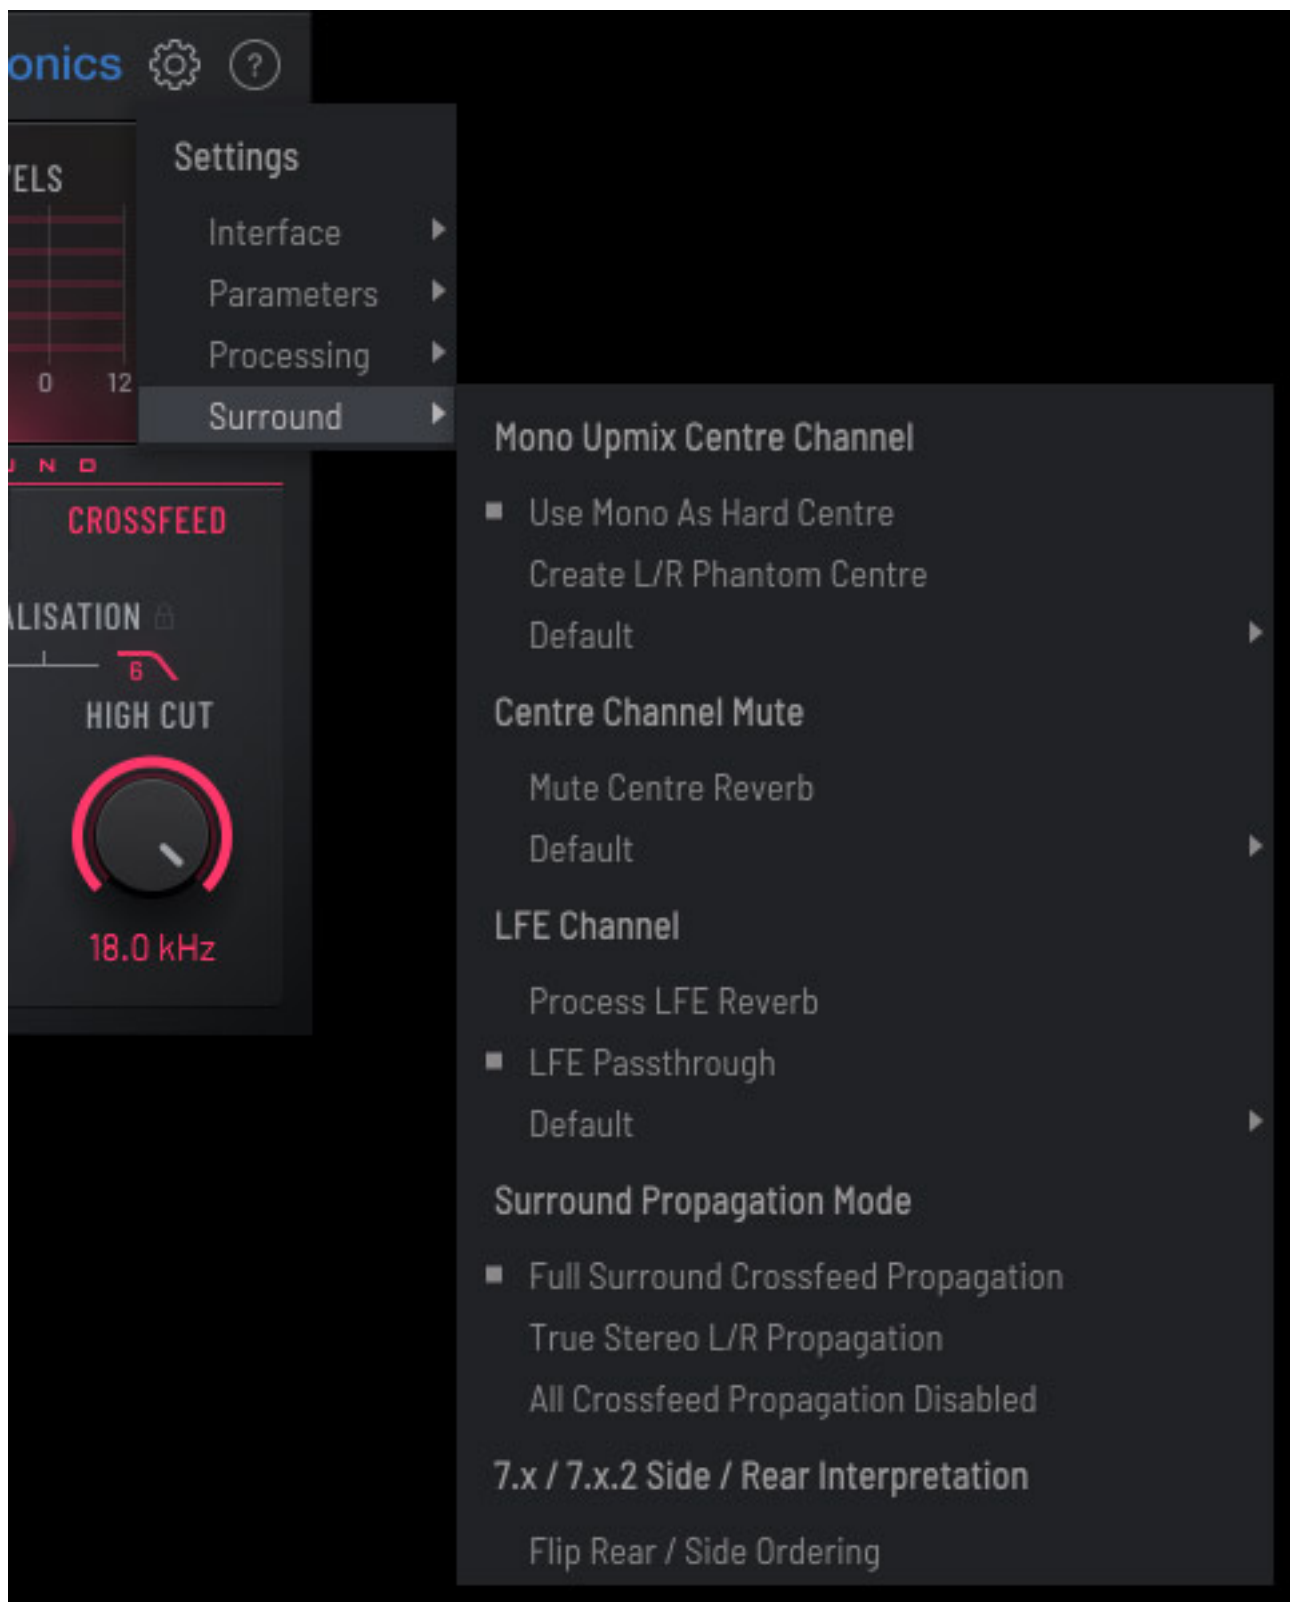 onics ?
Settings
Interface
Parameters
Processing
Surround
0 12
CROSSFEED
HIGH CUT
6
18.0 kHz
Mono Upmix Centre Channel
Use Mono As Hard Centre
Create L/R Phantom Centre
Default
Centre Channel Mute
Mute Centre Reverb
Default
LFE Channel
Process LFE Reverb
LFE Passthrough
Default
Surround Propagation Mode
Full Surround Crossfeed Propagation
True Stereo L/R Propagation
All Crossfeed Propagation Disabled
7.x / 7.x.2 Side / Rear Interpretation
Flip Rear / Side Ordering